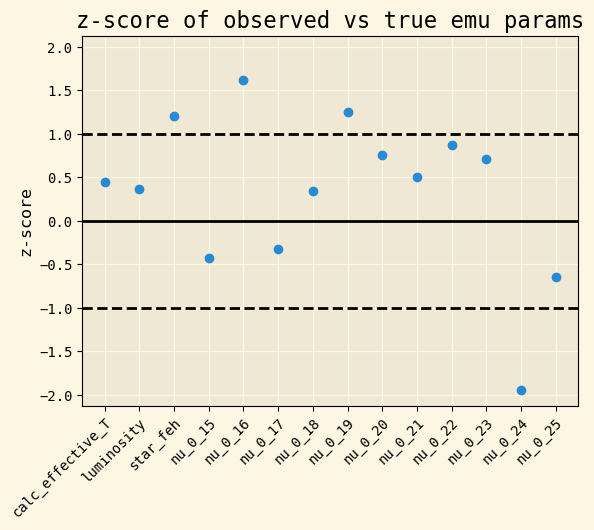 z-score of observed vs true emu params
z-score
2.0
1.5
1.0
0.5
0.0
−0.5
−1.0
−1.5
−2.0
calc_effective_T
luminosity
star_feh
nu_0_15
nu_0_16
nu_0_17
nu_0_18
nu_0_19
nu_0_20
nu_0_21
nu_0_22
nu_0_23
nu_0_24
nu_0_25